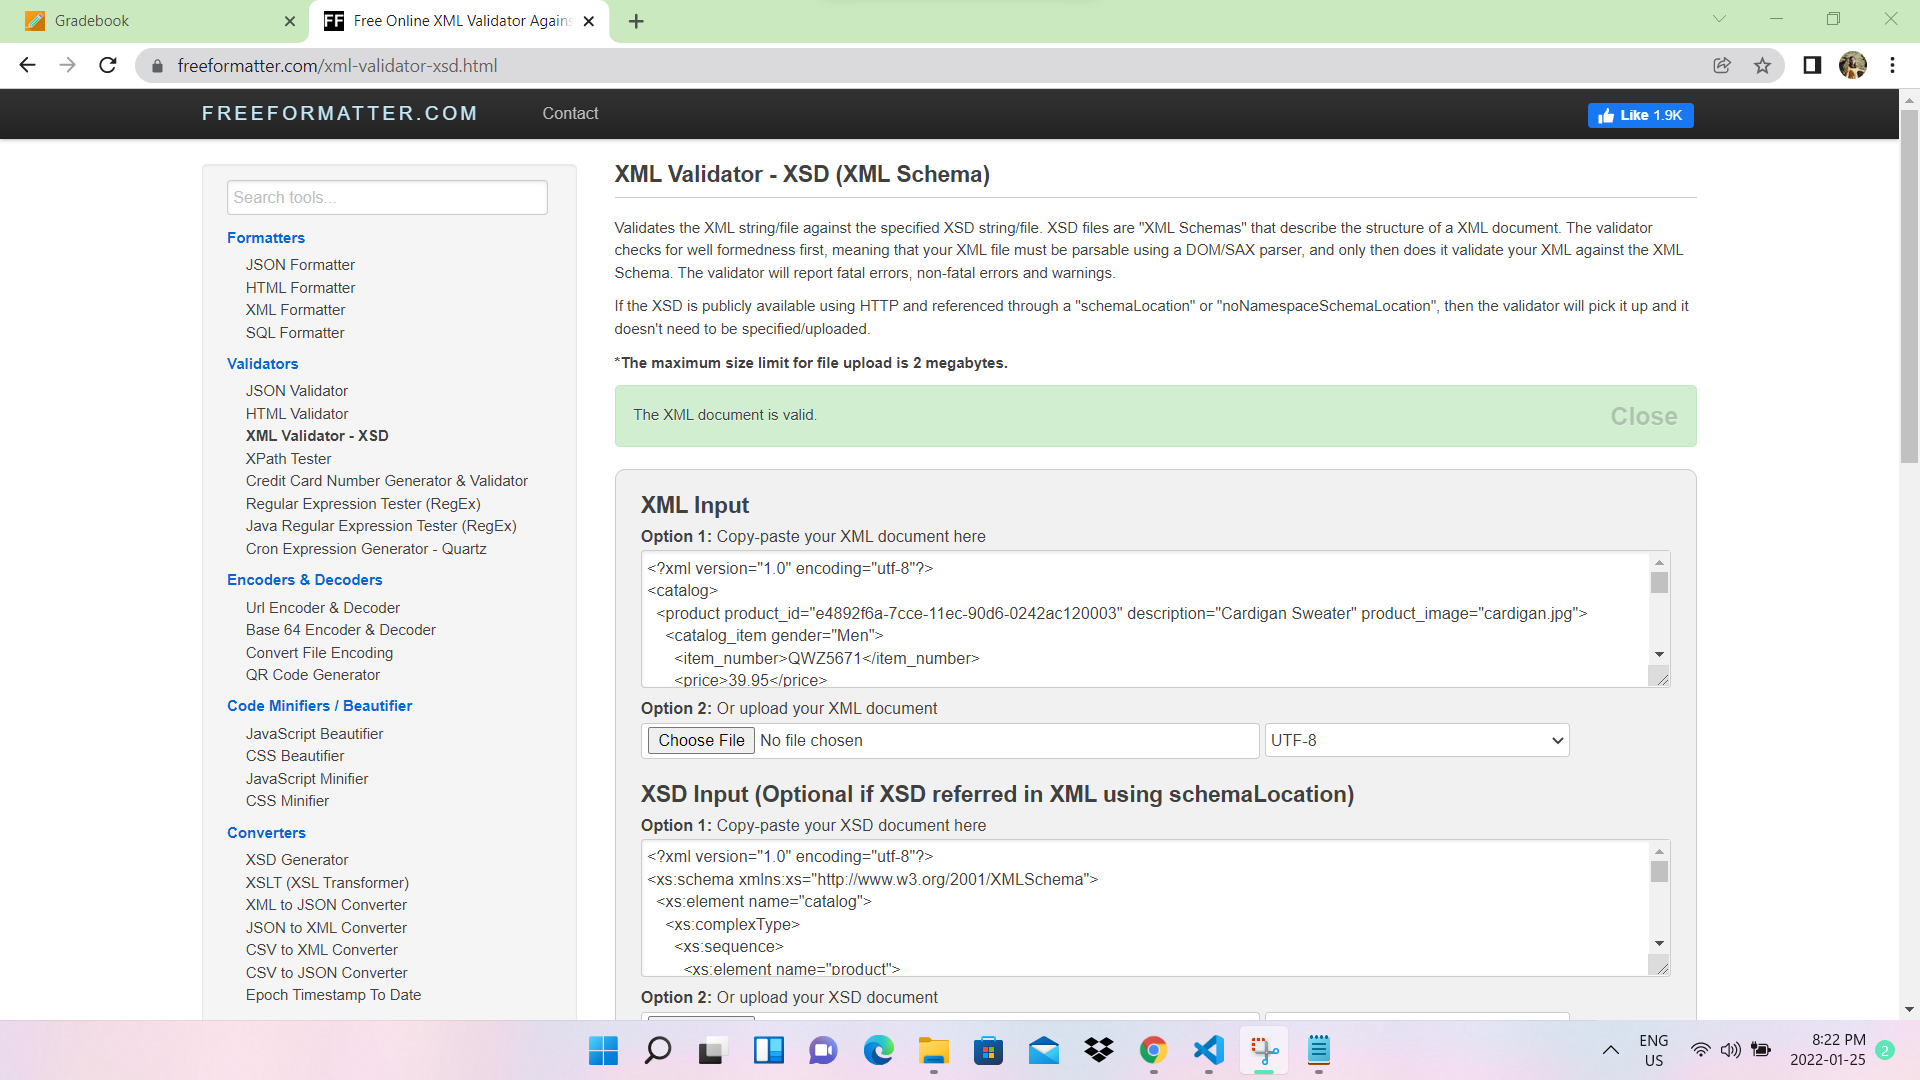 Gradebook
Free Online XML Validator Agains
freeformatter.com/xml-validator-xsd.html
FREEFORMATTER.COM
Contact
Like 1.9K
Search tools...
Formatters
JSON Formatter
HTML Formatter
XML Formatter
SQL Formatter
Validators
JSON Validator
HTML Validator
XML Validator - XSD
XPath Tester
Credit Card Number Generator & Validator
Regular Expression Tester (RegEx)
Java Regular Expression Tester (RegEx)
Cron Expression Generator - Quartz
Encoders & Decoders
Url Encoder & Decoder
Base 64 Encoder & Decoder
Convert File Encoding
QR Code Generator
Code Minifiers / Beautifier
JavaScript Beautifier
CSS Beautifier
JavaScript Minifier
CSS Minifier
Converters
XSD Generator
XSLT (XSL Transformer)
XML to JSON Converter
JSON to XML Converter
CSV to XML Converter
CSV to JSON Converter
Epoch Timestamp To Date
XML Validator - XSD (XML Schema)
Validates the XML string/file against the specified XSD string/file. XSD files are "XML Schemas" that describe the structure of a XML document. The validator
checks for well formedness first, meaning that your XML file must be parsable using a DOM/SAX parser, and only then does it validate your XML against the XML
Schema. The validator will report fatal errors, non-fatal errors and warnings.
If the XSD is publicly available using HTTP and referenced through a "schemaLocation" or "noNamespaceSchemaLocation", then the validator will pick it up and it
doesn't need to be specified/uploaded.
*The maximum size limit for file upload is 2 megabytes.
The XML document is valid.
Close
XML Input
Option 1: Copy-paste your XML document here
<?xml version="1.0" encoding="utf-8"?>
<catalog>
<product product_id="e4892f6a-7cce-11ec-90d6-0242ac120003" description="Cardigan Sweater" product_image="cardigan.jpg">
<catalog_item gender="Men">
<item_number>QWZ5671</item_number>
<price>39.95</price>
Option 2: Or upload your XML document
Choose File No file chosen
UTF-8
XSD Input (Optional if XSD referred in XML using schemaLocation)
Option 1: Copy-paste your XSD document here
<?xml version="1.0" encoding="utf-8"?>
<xs:schema xmlns:xs="http://www.w3.org/2001/XMLSchema">
<xs:element name="catalog">
<xs:complexType>
<xs:sequence>
<xs:element name="product">
Option 2: Or upload your XSD document
ENG
US
8:22 PM
2022-01-25
2